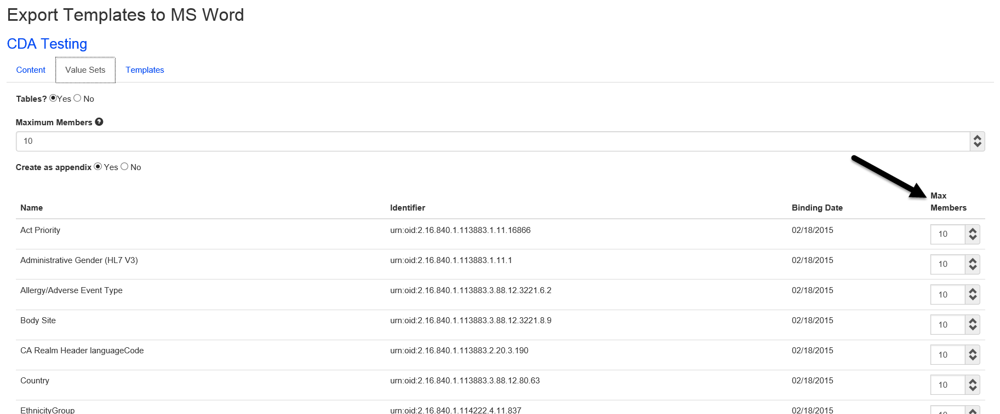 Export Templates to MS Word
CDA Testing
Content Value Sets Templates
Tables? Yes No
Maximum Members ?
10
Create as appendix Yes No
Name Identifier Binding Date Max Members
Act Priority urn:oid:2.16.840.1.113883.1.11.16866 02/18/2015 10
Administrative Gender (HL7 V3) urn:oid:2.16.840.1.113883.1.11.1 02/18/2015 10
Allergy/Adverse Event Type urn:oid:2.16.840.1.113883.3.88.12.3221.6.2 02/18/2015 10
Body Site urn:oid:2.16.840.1.113883.3.88.12.3221.8.9 02/18/2015 10
CA Realm Header languageCode urn:oid:2.16.840.1.113883.2.20.3.190 02/18/2015 10
Country urn:oid:2.16.840.1.113883.3.88.12.80.63 02/18/2015 10
EthnicityGroup urn:oid:2.16.840.1.114222.4.11.837 02/18/2015 10